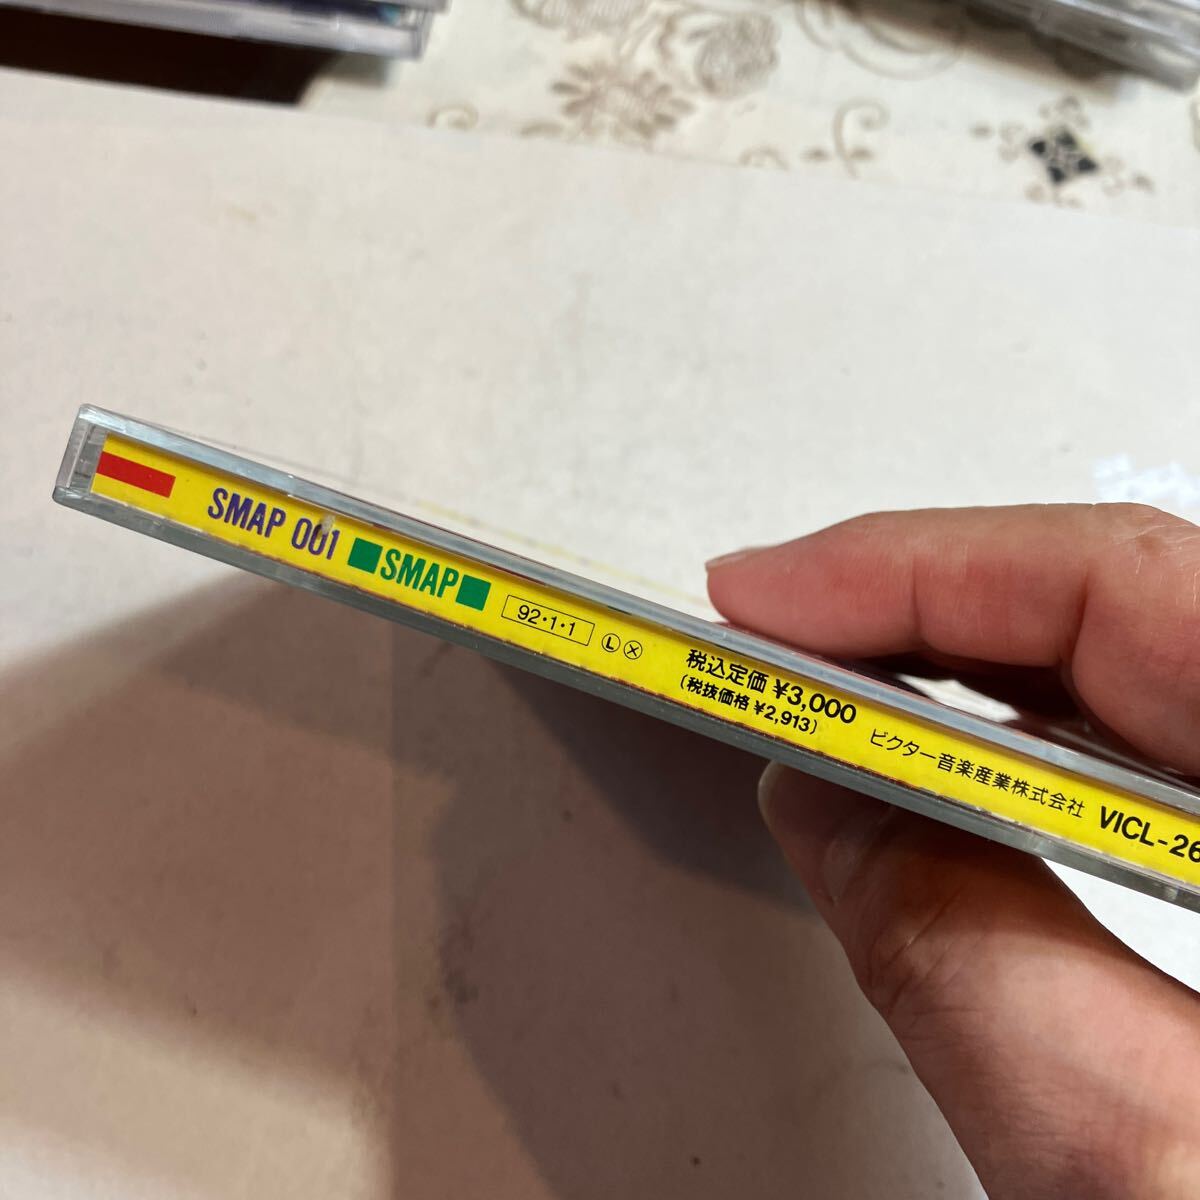 SMAP 001 ■SMAP■ 92・1・1 Ⓛ ⓧ 税込定価 ¥3,000
(税抜価格 ¥2,913)
ビクター音楽産業株式会社 VICL-26